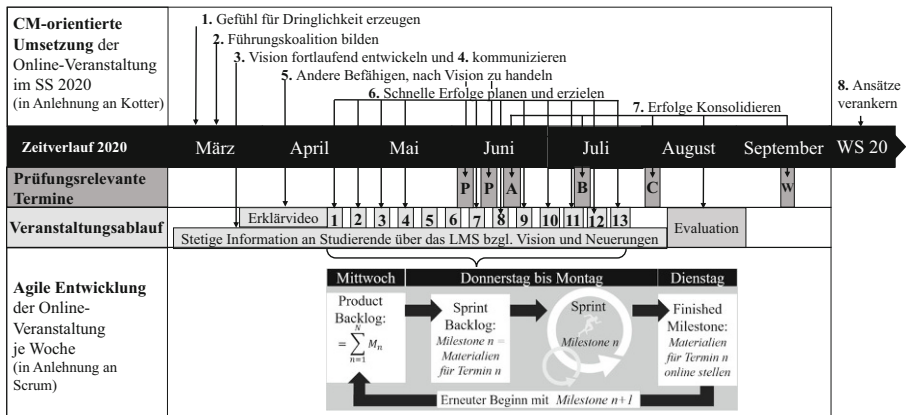 CM-orientierte
Umsetzung der
Online-Veranstaltung
im SS 2020
(in Anlehnung an Kotter)
1. Gefühl für Dringlichkeit erzeugen
2. Führungskoalition bilden
3. Vision fortlaufend entwickeln und 4. kommunizieren
5. Andere Befähigen, nach Vision zu handeln
6. Schnelle Erfolge planen und erzielen
7. Erfolge Konsolidieren
8. Ansätze
verankern
Zeitverlauf 2020 März April Mai Juni Juli August September WS 20
Prüfungsrelevante
Termine
P P A B C W
Veranstaltungsablauf
Erklärvideo 1 2 3 4 5 6 7 8 9 10 11 12 13
Stetige Information an Studierende über das LMS bzgl. Vision und Neuerungen
Evaluation
Agile Entwicklung
der Online-
Veranstaltung
je Woche
(in Anlehnung an
Scrum)
Mittwoch Donnerstag bis Montag Dienstag
Product
Backlog:
= ∑ₙ₌₁ᴺ Mₙ
Sprint
Backlog:
Milestone n =
Materialien
für Termin n
Sprint
Milestone n
Finished
Milestone:
Materialien
für Termin n
online stellen
Erneuter Beginn mit Milestone n+1